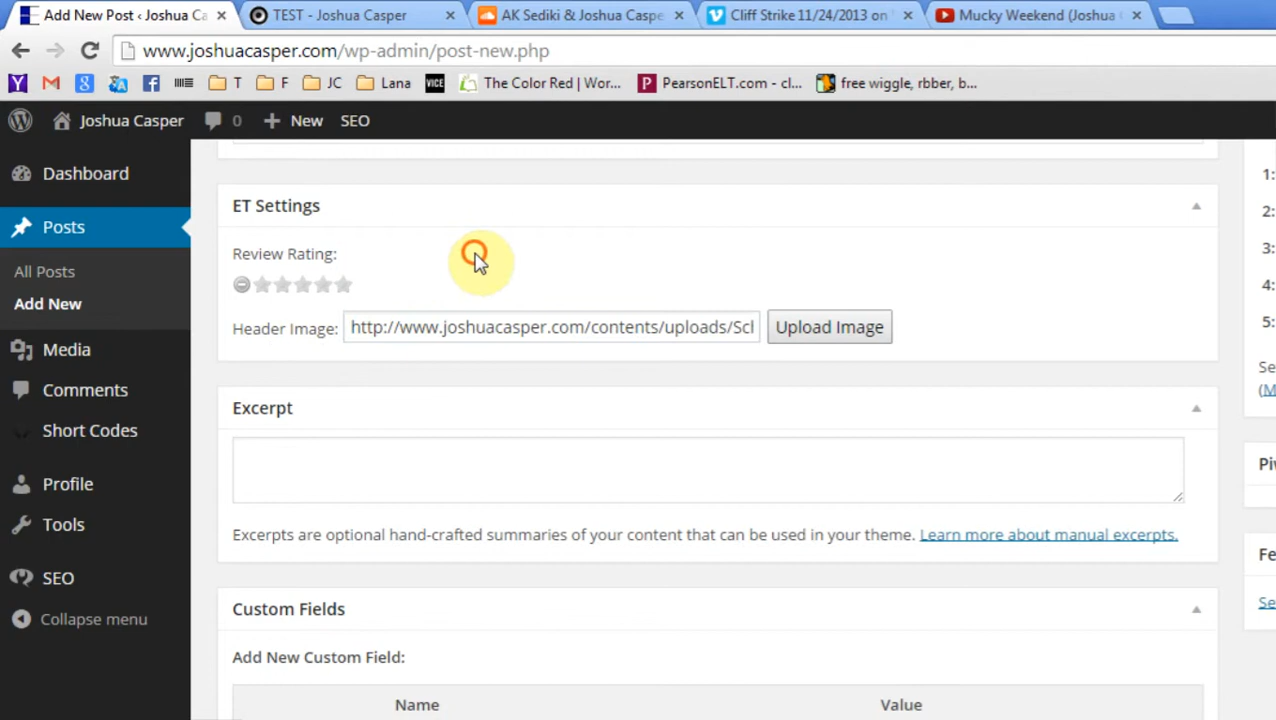 Add New Post ‹ Joshua Ca × TEST - Joshua Casper × AK Sediki & Joshua Caspe × Cliff Strike 11/24/2013 on × Mucky Weekend (Joshua ×
www.joshuacasper.com/wp-admin/post-new.php
T F JC Lana VICE The Color Red | Wor... PearsonELT.com - cl... free wiggle, rbber, b...
Joshua Casper 0 + New SEO
Dashboard
Posts
All Posts
Add New
Media
Comments
Short Codes
Profile
Tools
SEO
Collapse menu
ET Settings
Review Rating:
Header Image: http://www.joshuacasper.com/contents/uploads/Scl Upload Image
Excerpt
Excerpts are optional hand-crafted summaries of your content that can be used in your theme. Learn more about manual excerpts.
Custom Fields
Add New Custom Field:
Name Value
1:
2:
3:
4:
5:
Se
(M
Fe
Se